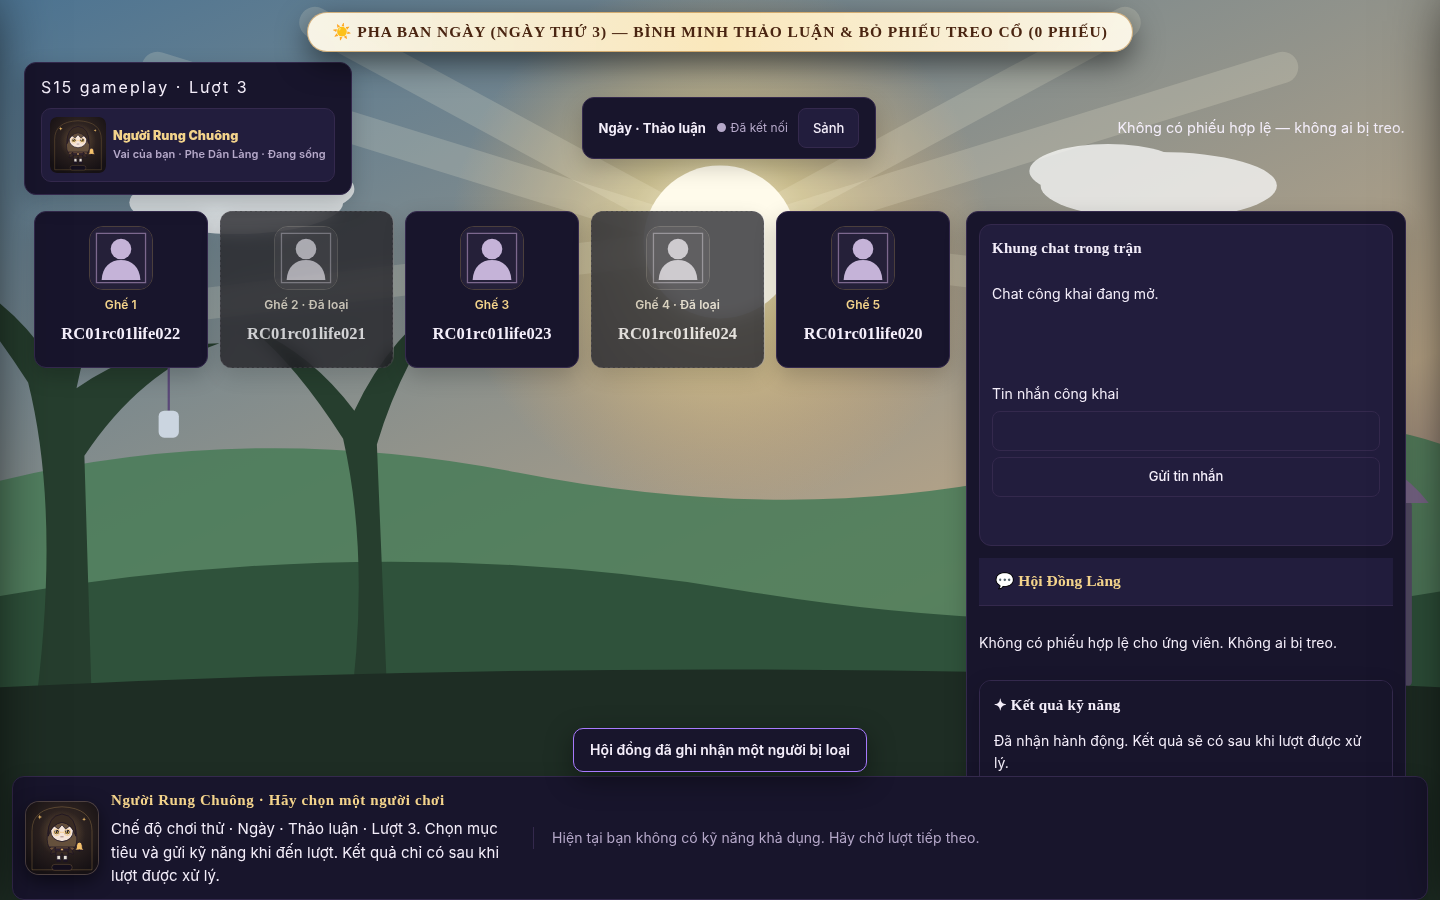 ☀️ PHA BAN NGÀY (NGÀY THỨ 3) — BÌNH MINH THẢO LUẬN & BỎ PHIẾU TREO CỔ (0 PHIẾU)
S15 gameplay · Lượt 3
Người Rung Chuông
Vai của bạn · Phe Dân Làng · Đang sống
Ngày · Thảo luận
Đã kết nối
Sảnh
Không có phiếu hợp lệ — không ai bị treo.
Ghế 1
RC01rc01life022
Ghế 2 · Đã loại
RC01rc01life021
Ghế 3
RC01rc01life023
Ghế 4 · Đã loại
RC01rc01life024
Ghế 5
RC01rc01life020
Khung chat trong trận
Chat công khai đang mở.
Tin nhắn công khai
Gửi tin nhắn
💬 Hội Đồng Làng
Không có phiếu hợp lệ cho ứng viên. Không ai bị treo.
✦ Kết quả kỹ năng
Đã nhận hành động. Kết quả sẽ có sau khi lượt được xử
lý.
Hội đồng đã ghi nhận một người bị loại
Người Rung Chuông · Hãy chọn một người chơi
Chế độ chơi thử · Ngày · Thảo luận · Lượt 3. Chọn mục
tiêu và gửi kỹ năng khi đến lượt. Kết quả chỉ có sau khi
lượt được xử lý.
Hiện tại bạn không có kỹ năng khả dụng. Hãy chờ lượt tiếp theo.